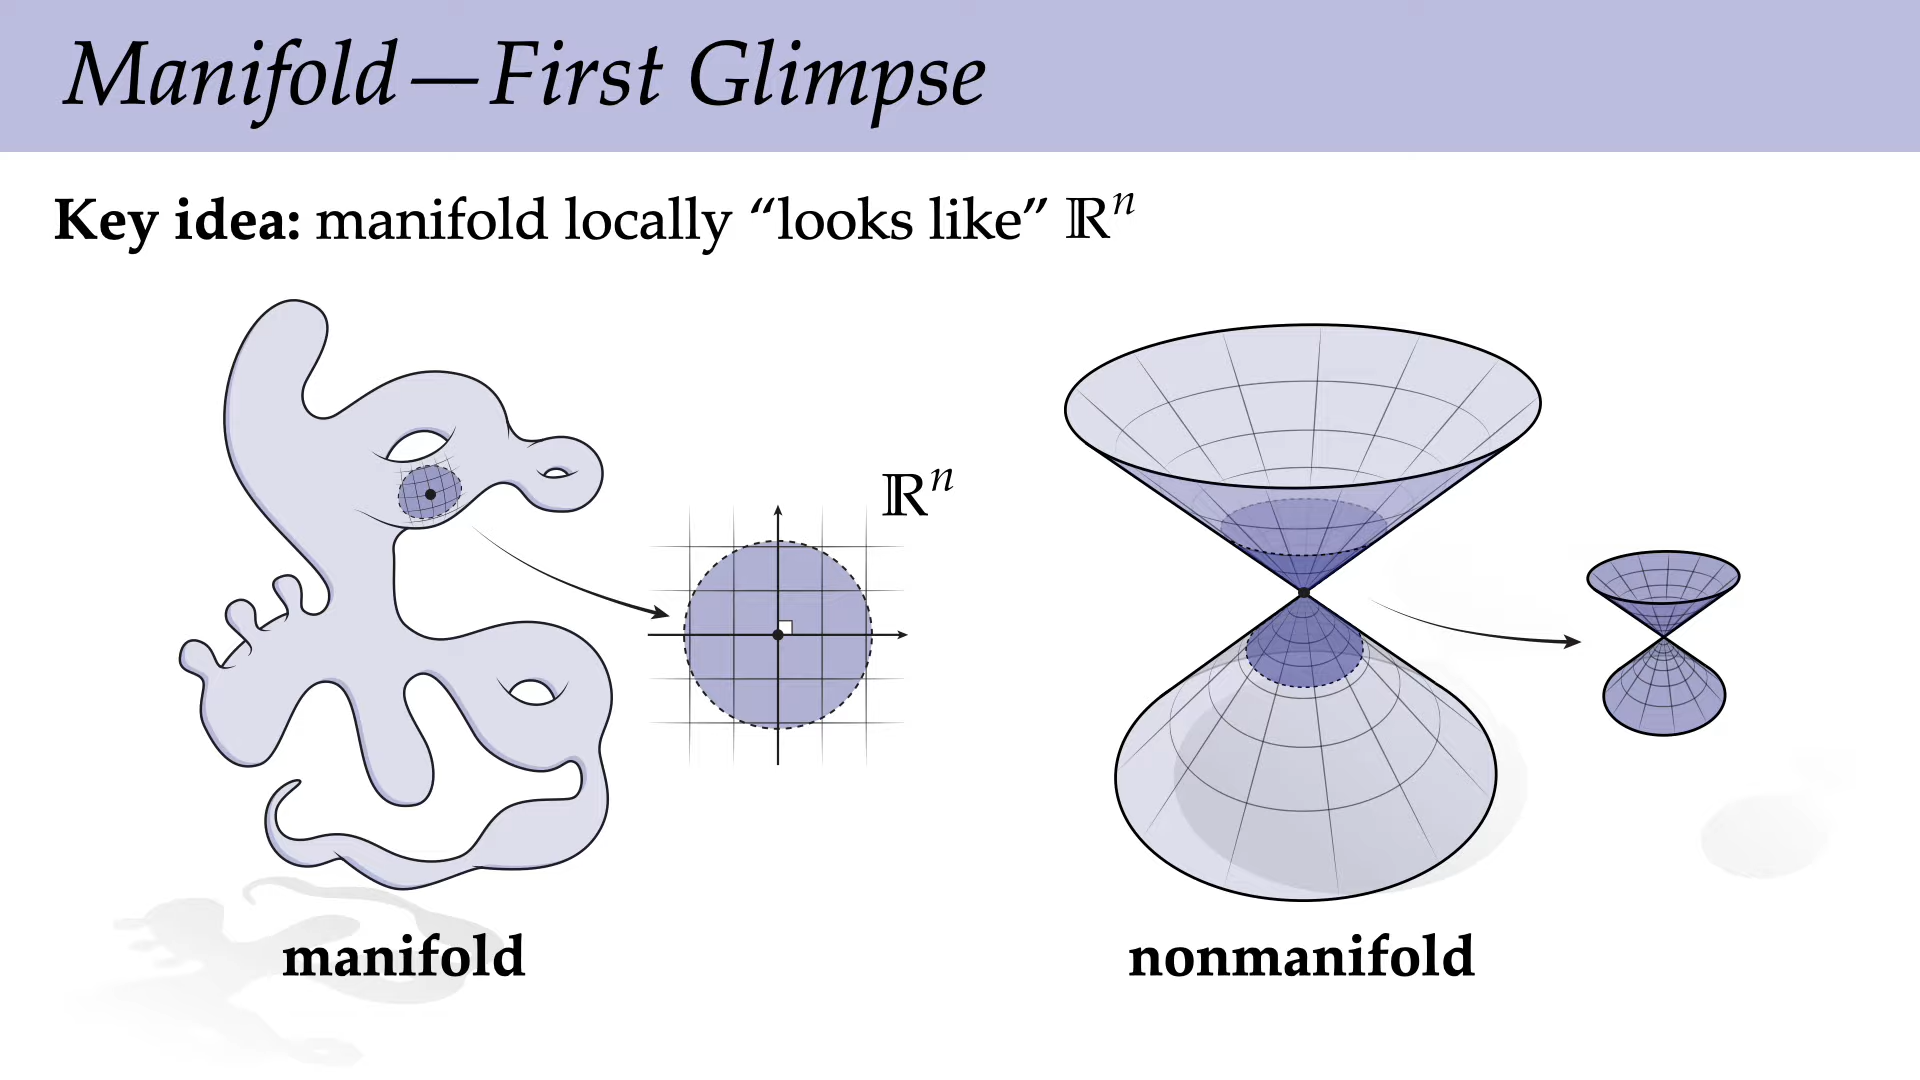 Manifold—First Glimpse
Key idea: manifold locally “looks like” ℝⁿ
ℝⁿ
manifold
nonmanifold